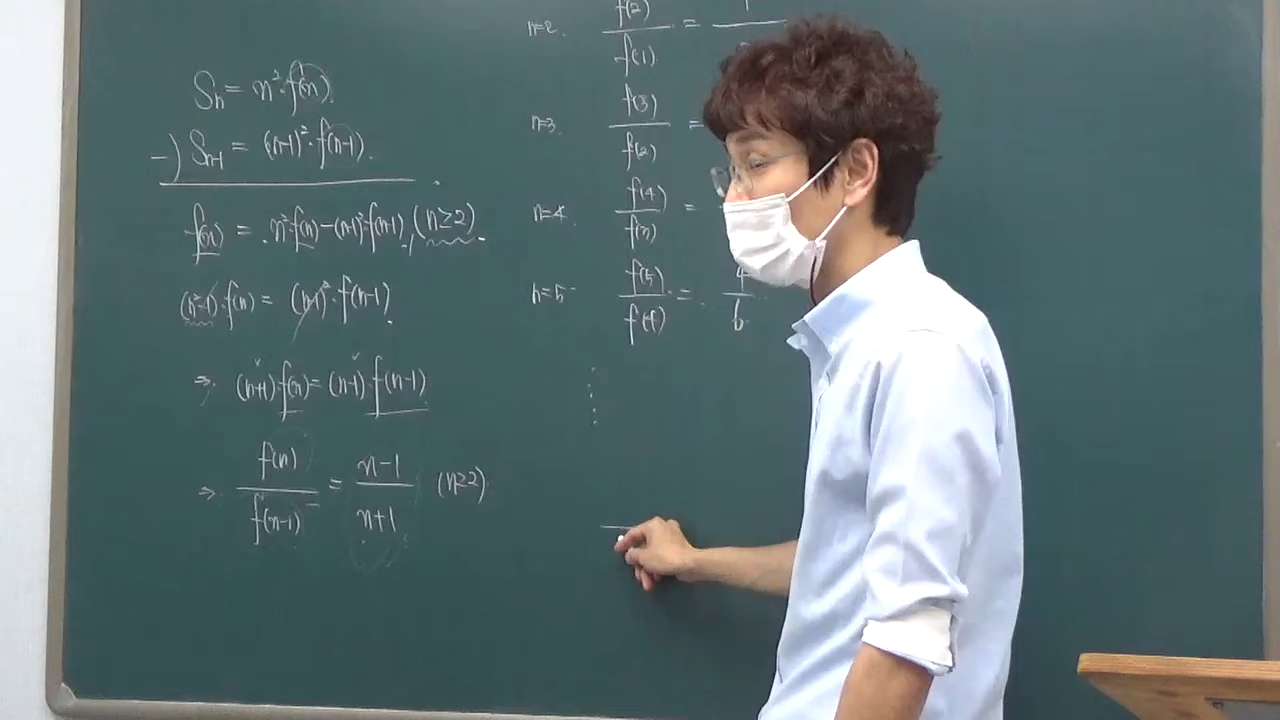 Sn = n²·f(n).
-) Sn-1 = (n-1)²·f(n-1).
f(n) = n²·f(n) - (n-1)²·f(n-1), (n≥2).
(n²-1)·f(n) = (n-1)²·f(n-1).
⇒ (n+1)·f(n) = (n-1)·f(n-1)
⇒ f(n)/f(n-1) = n-1/n+1 (n≥2)
n=2. f(2)/f(1) = 1/
n=3. f(3)/f(2) =
n=4. f(4)/f(3) =
n=5 f(5)/f(4) = 4/6